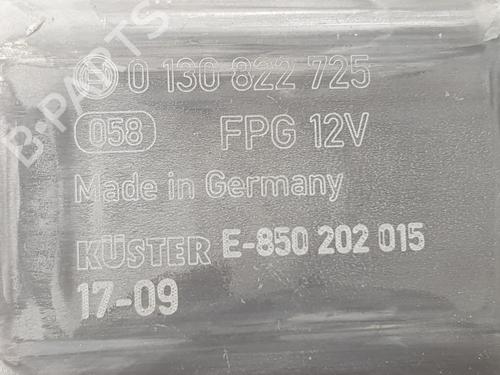 0 130 822 725
058 FPG 12V
Made in Germany
KÜSTER E-850 202 015
17-09
B-PARTS